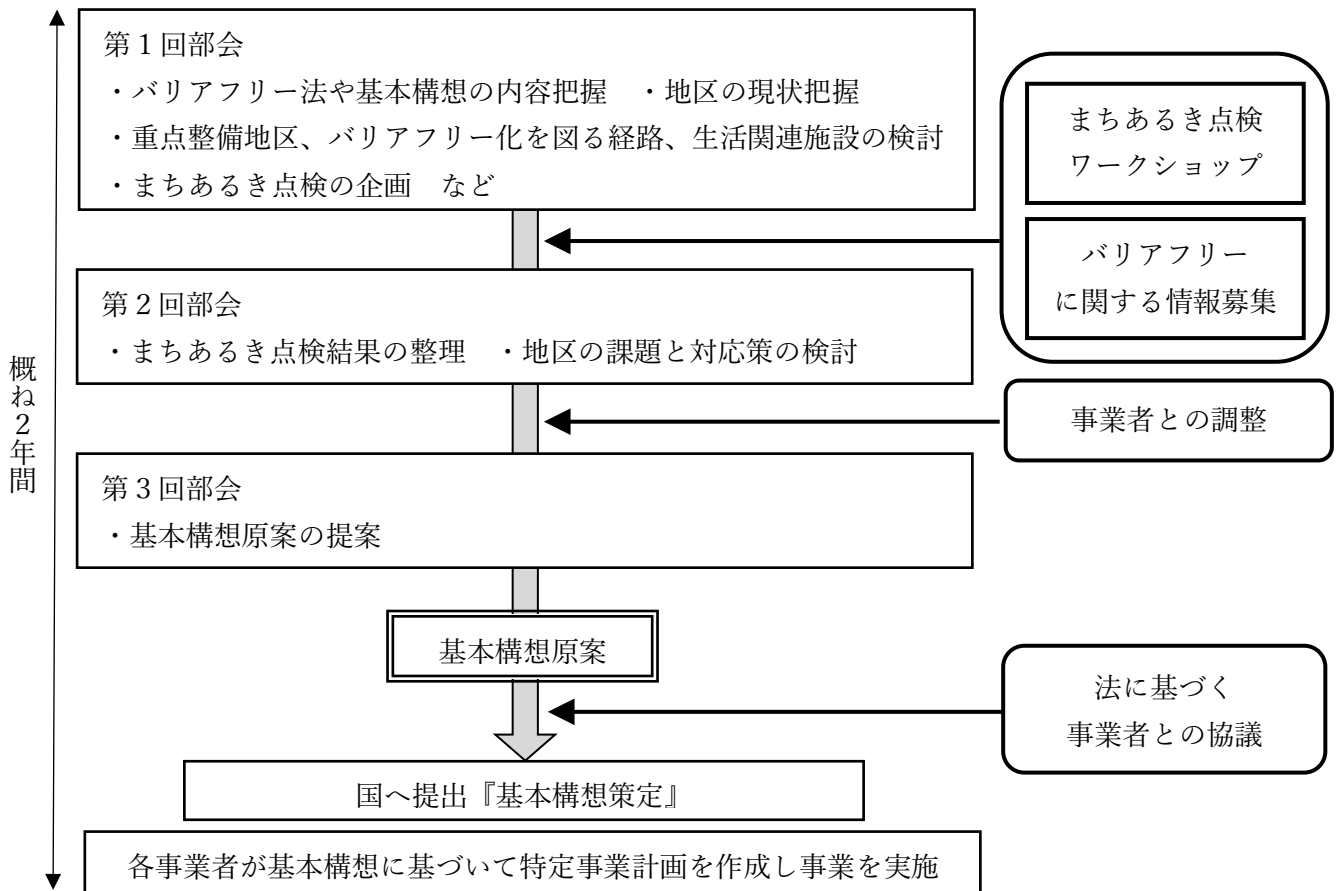 第１回部会
・バリアフリー法や基本構想の内容把握　・地区の現状把握
・重点整備地区、バリアフリー化を図る経路、生活関連施設の検討
・まちあるき点検の企画　など
まちあるき点検
ワークショップ
バリアフリー
に関する情報募集
第２回部会
・まちあるき点検結果の整理　・地区の課題と対応策の検討
概ね２年間
事業者との調整
第３回部会
・基本構想原案の提案
基本構想原案
法に基づく
事業者との協議
国へ提出『基本構想策定』
各事業者が基本構想に基づいて特定事業計画を作成し事業を実施